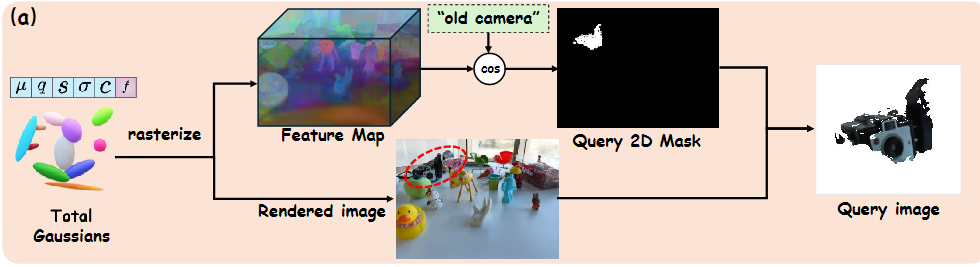 (a)
"old camera"
μ q s σ c f
cos
rasterize
Feature Map
Query 2D Mask
Rendered image
Total
Gaussians
Query image